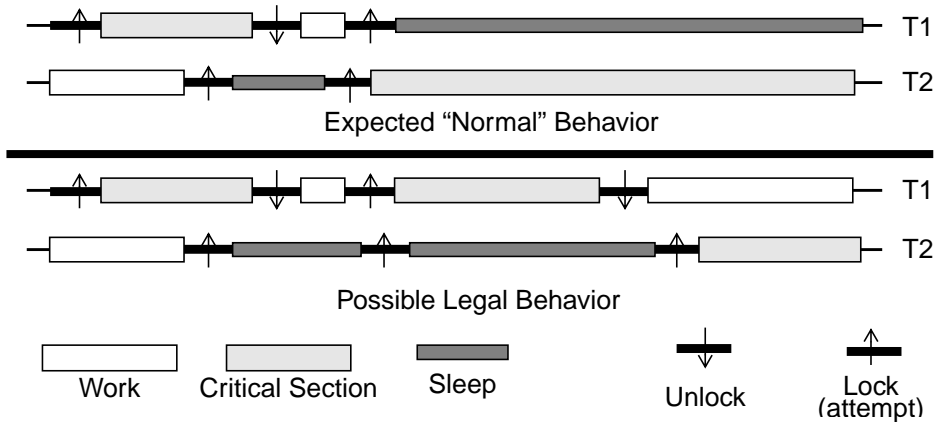 T1
T2
Expected “Normal” Behavior
T1
T2
Possible Legal Behavior
Work
Critical Section
Sleep
Unlock
Lock
(attempt)